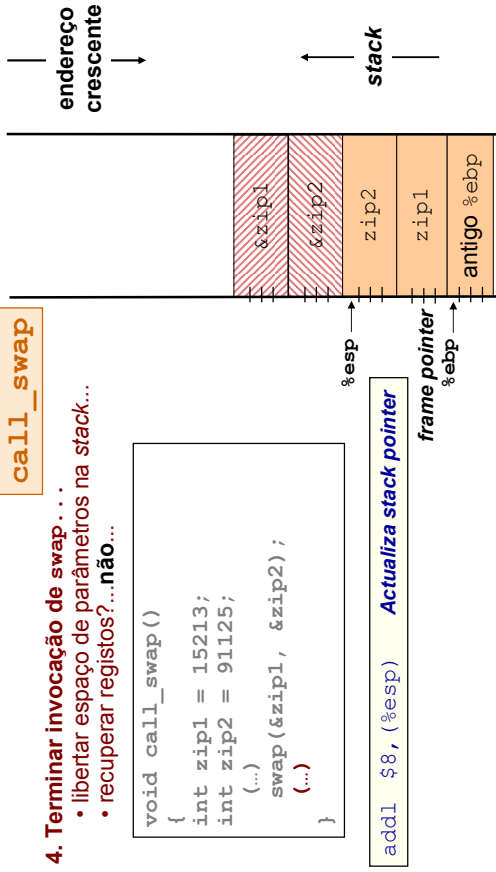 call_swap
4. Terminar invocação de swap...
• libertar espaço de parâmetros na stack...
• recuperar registos?...não...
void call_swap()
{
int zip1 = 15213;
int zip2 = 91125;
(…)
swap(&zip1, &zip2);
(…)
}
addl $8,(%esp) Actualiza stack pointer
endereço
crescente
stack
&zip1
&zip2
%esp
zip2
zip1
frame pointer
%ebp
antigo %ebp